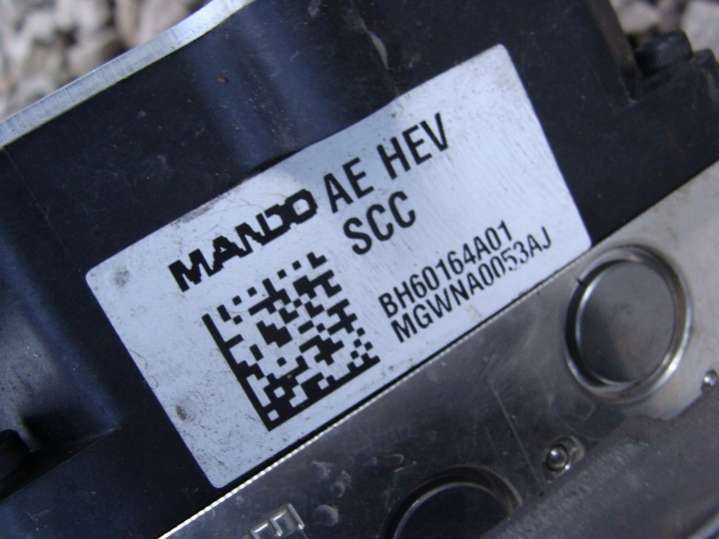 MANDO AE HEV
SCC
BH60164A01
MGWNA0053AJ